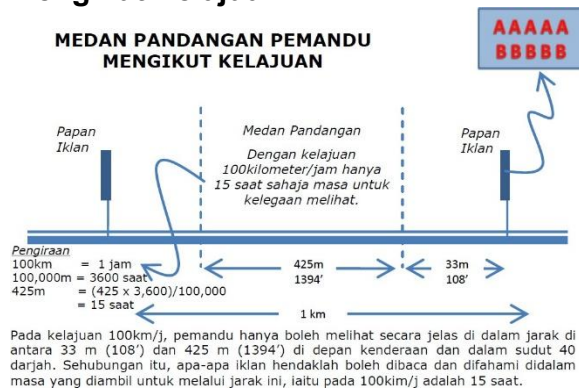 MEDAN PANDANGAN PEMANDU
MENGIKUT KELAJUAN
AAAAA
BBBBB
Papan
Iklan
Medan Pandangan
Dengan kelajuan
100kilometer/jam hanya
15 saat sahaja masa untuk
kelegaan melihat.
Papan
Iklan
Pengiraan
100km = 1 jam
100,000m = 3600 saat
425m = (425 x 3,600)/100,000
= 15 saat
425m
1394'
33m
108'
1 km
Pada kelajuan 100km/j, pemandu hanya boleh melihat secara jelas di dalam jarak di
antara 33 m (108') dan 425 m (1394') di depan kenderaan dan dalam sudut 40
darjah. Sehubungan itu, apa-apa iklan hendaklah boleh dibaca dan difahami didalam
masa yang diambil untuk melalui jarak ini, iaitu pada 100kim/j adalah 15 saat.